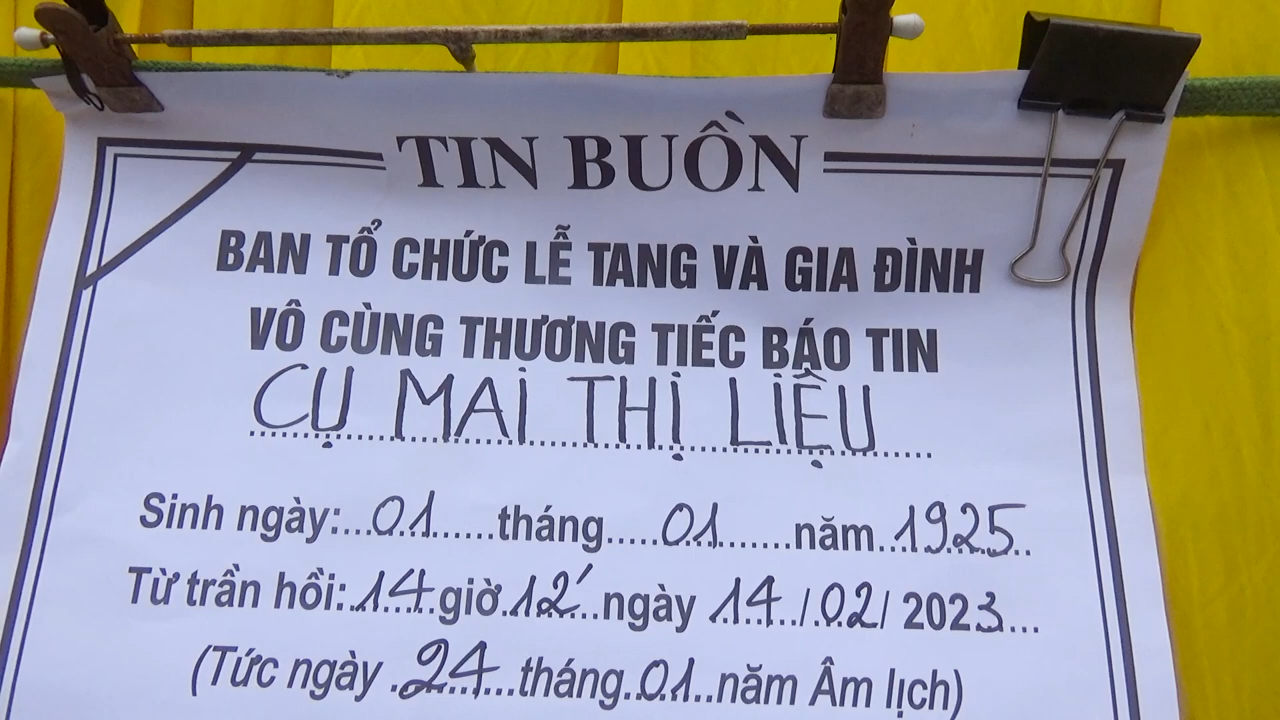 TIN BUỒN
BAN TỔ CHỨC LỄ TANG VÀ GIA ĐÌNH
VÔ CÙNG THƯƠNG TIẾC BÁO TIN
CỤ MAI THỊ LIỆU
Sinh ngày:...01......tháng.....01.......năm...1925..
Từ trần hồi:.14.giờ.12'..ngày 14../.02/ 2023...
(Tức ngày .24...tháng.01..năm Âm lịch)